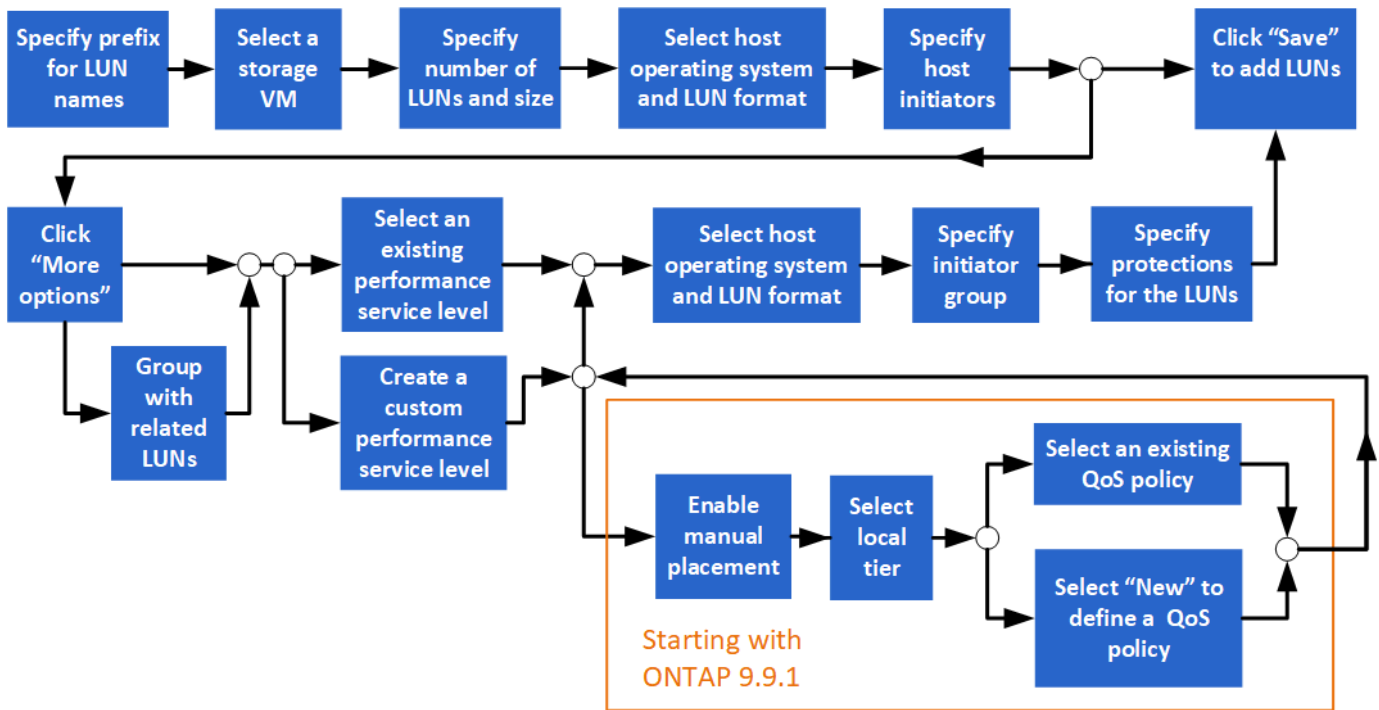 Specify prefix
for LUN
names
Select a
storage
VM
Specify
number of
LUNs and size
Select host
operating system
and LUN format
Specify
host
initiators
Click “Save”
to add LUNs
Click
“More
options”
Select an
existing
performance
service level
Select host
operating system
and LUN format
Specify
initiator
group
Specify
protections
for the LUNs
Group
with
related
LUNs
Create a
custom
performance
service level
Enable
manual
placement
Select
local
tier
Select an existing
QoS policy
Select “New” to
define a QoS
policy
Starting with
ONTAP 9.9.1